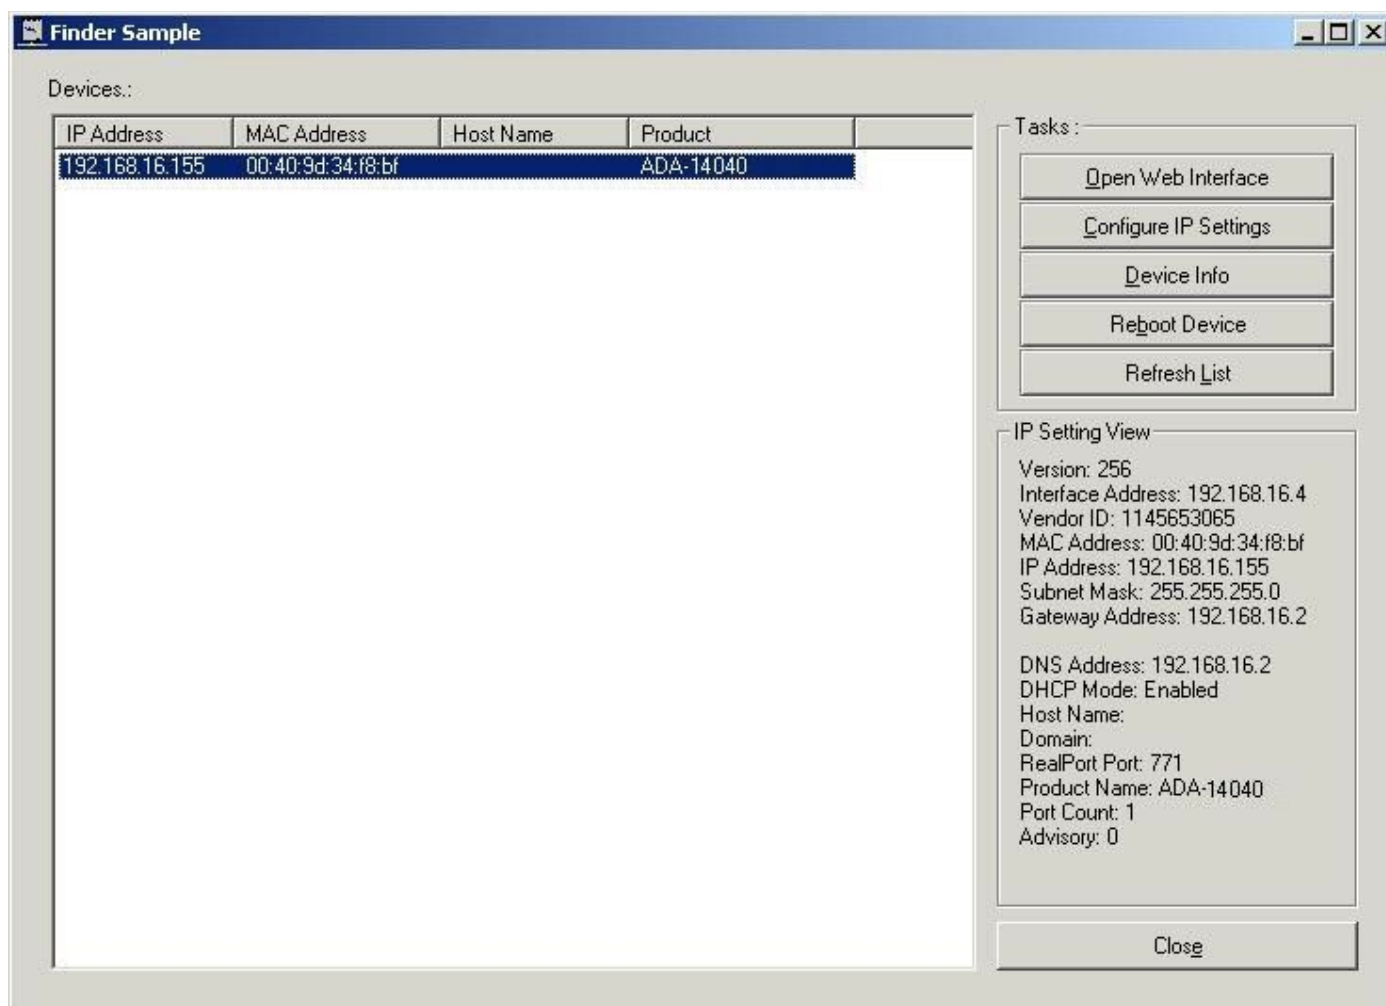 Finder Sample
Devices.:
IP Address MAC Address Host Name Product
192.168.16.155 00:40:9d:34:f8:bf ADA-14040
Tasks :
Open Web Interface
Configure IP Settings
Device Info
Reboot Device
Refresh List
IP Setting View
Version: 256
Interface Address: 192.168.16.4
Vendor ID: 1145653065
MAC Address: 00:40:9d:34:f8:bf
IP Address: 192.168.16.155
Subnet Mask: 255.255.255.0
Gateway Address: 192.168.16.2
DNS Address: 192.168.16.2
DHCP Mode: Enabled
Host Name:
Domain:
RealPort Port: 771
Product Name: ADA-14040
Port Count: 1
Advisory: 0
Close